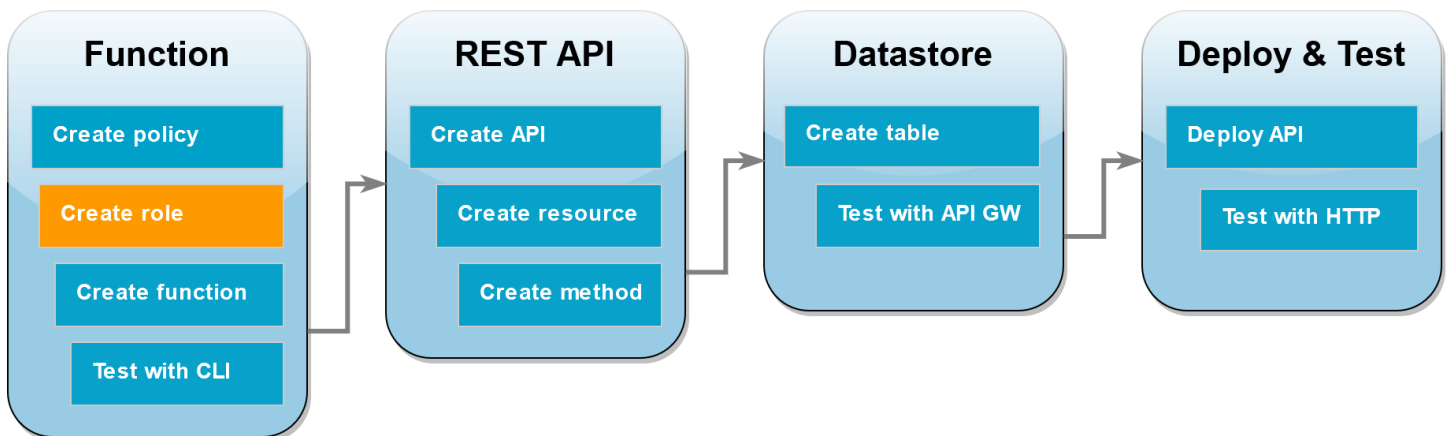 Function
Create policy
Create role
Create function
Test with CLI
REST API
Create API
Create resource
Create method
Datastore
Create table
Test with API GW
Deploy & Test
Deploy API
Test with HTTP